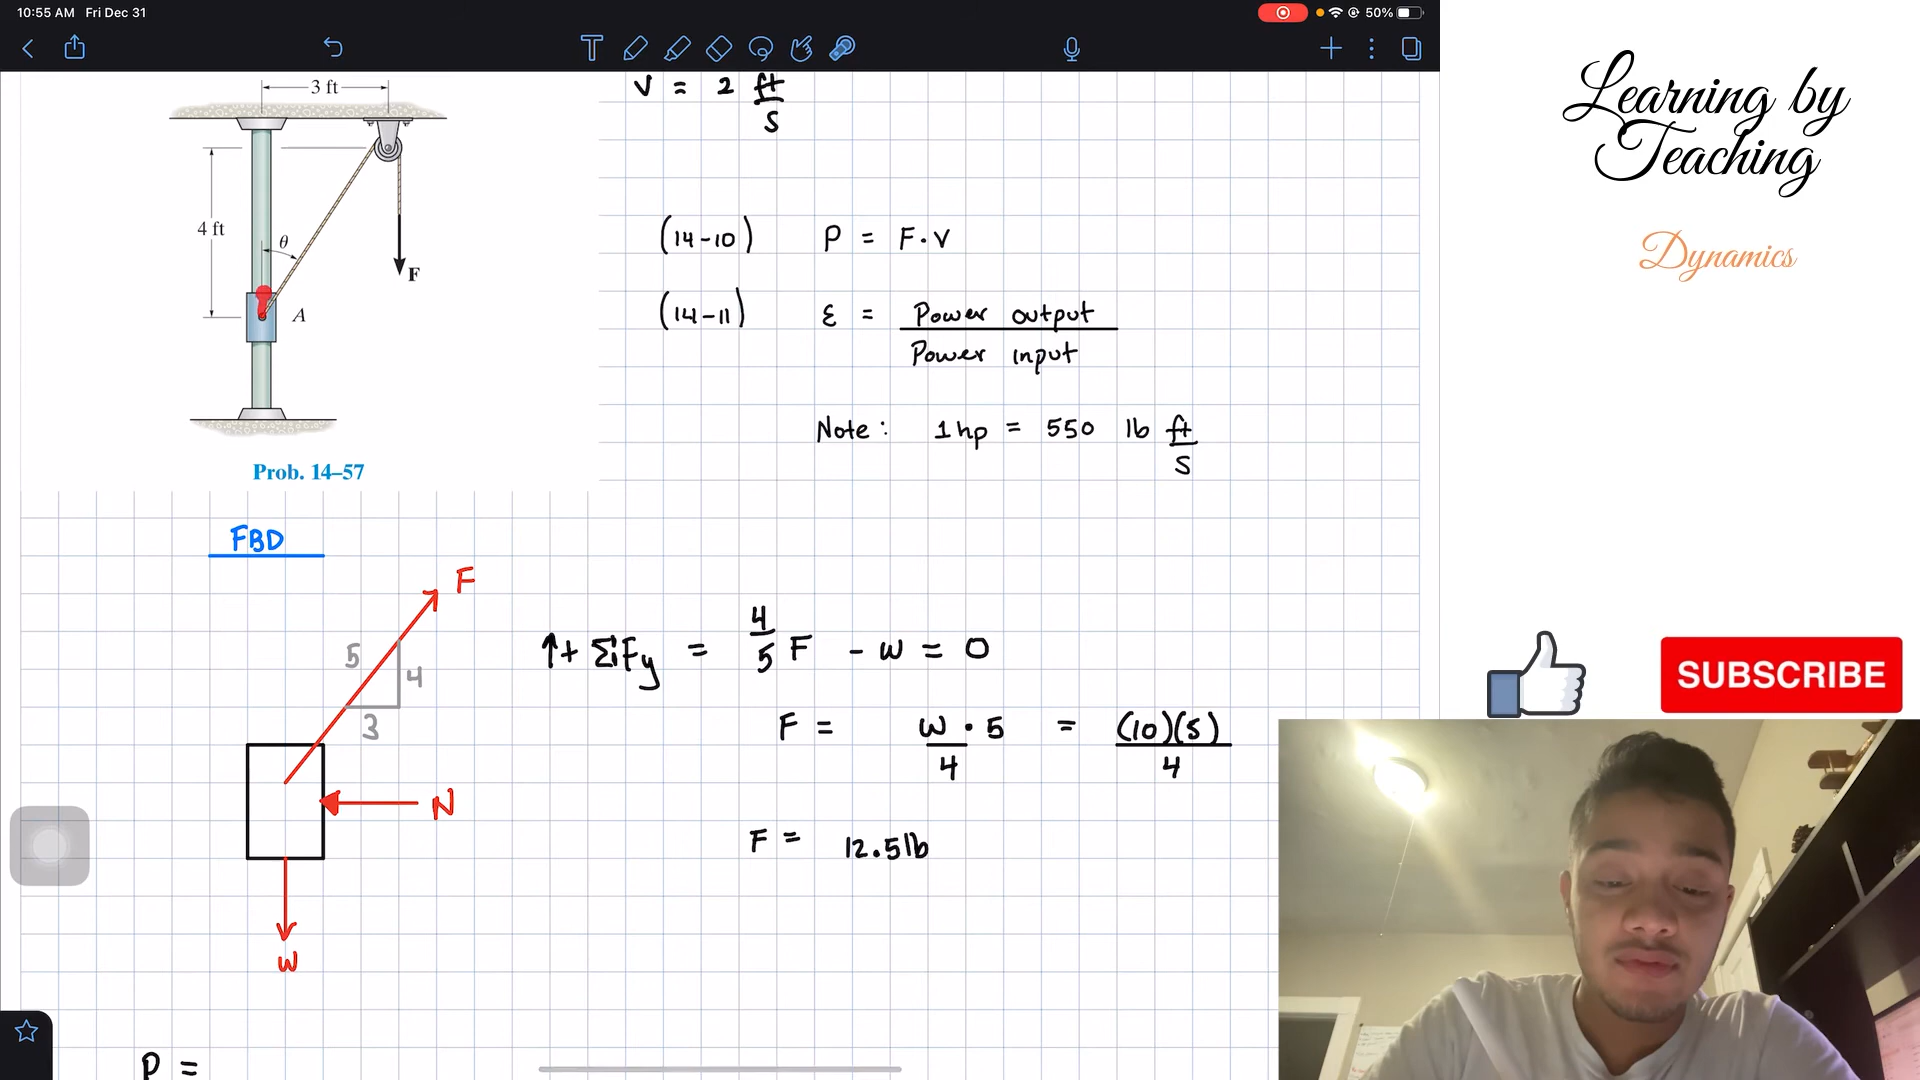 10:55 AM Fri Dec 31
50%
3 ft
4 ft
θ
F
A
Prob. 14–57
V = 2 ft/s
(14-10) P = F·V
(14-11) ε = Power output / Power input
Note: 1 hp = 550 lb ft/s
FBD
F
5
4
3
N
W
↑+ ΣFy = 4/5 F - W = 0
F = W · 5 / 4 = (10)(5) / 4
F = 12.5 lb
P =
Learning by
Teaching
Dynamics
SUBSCRIBE